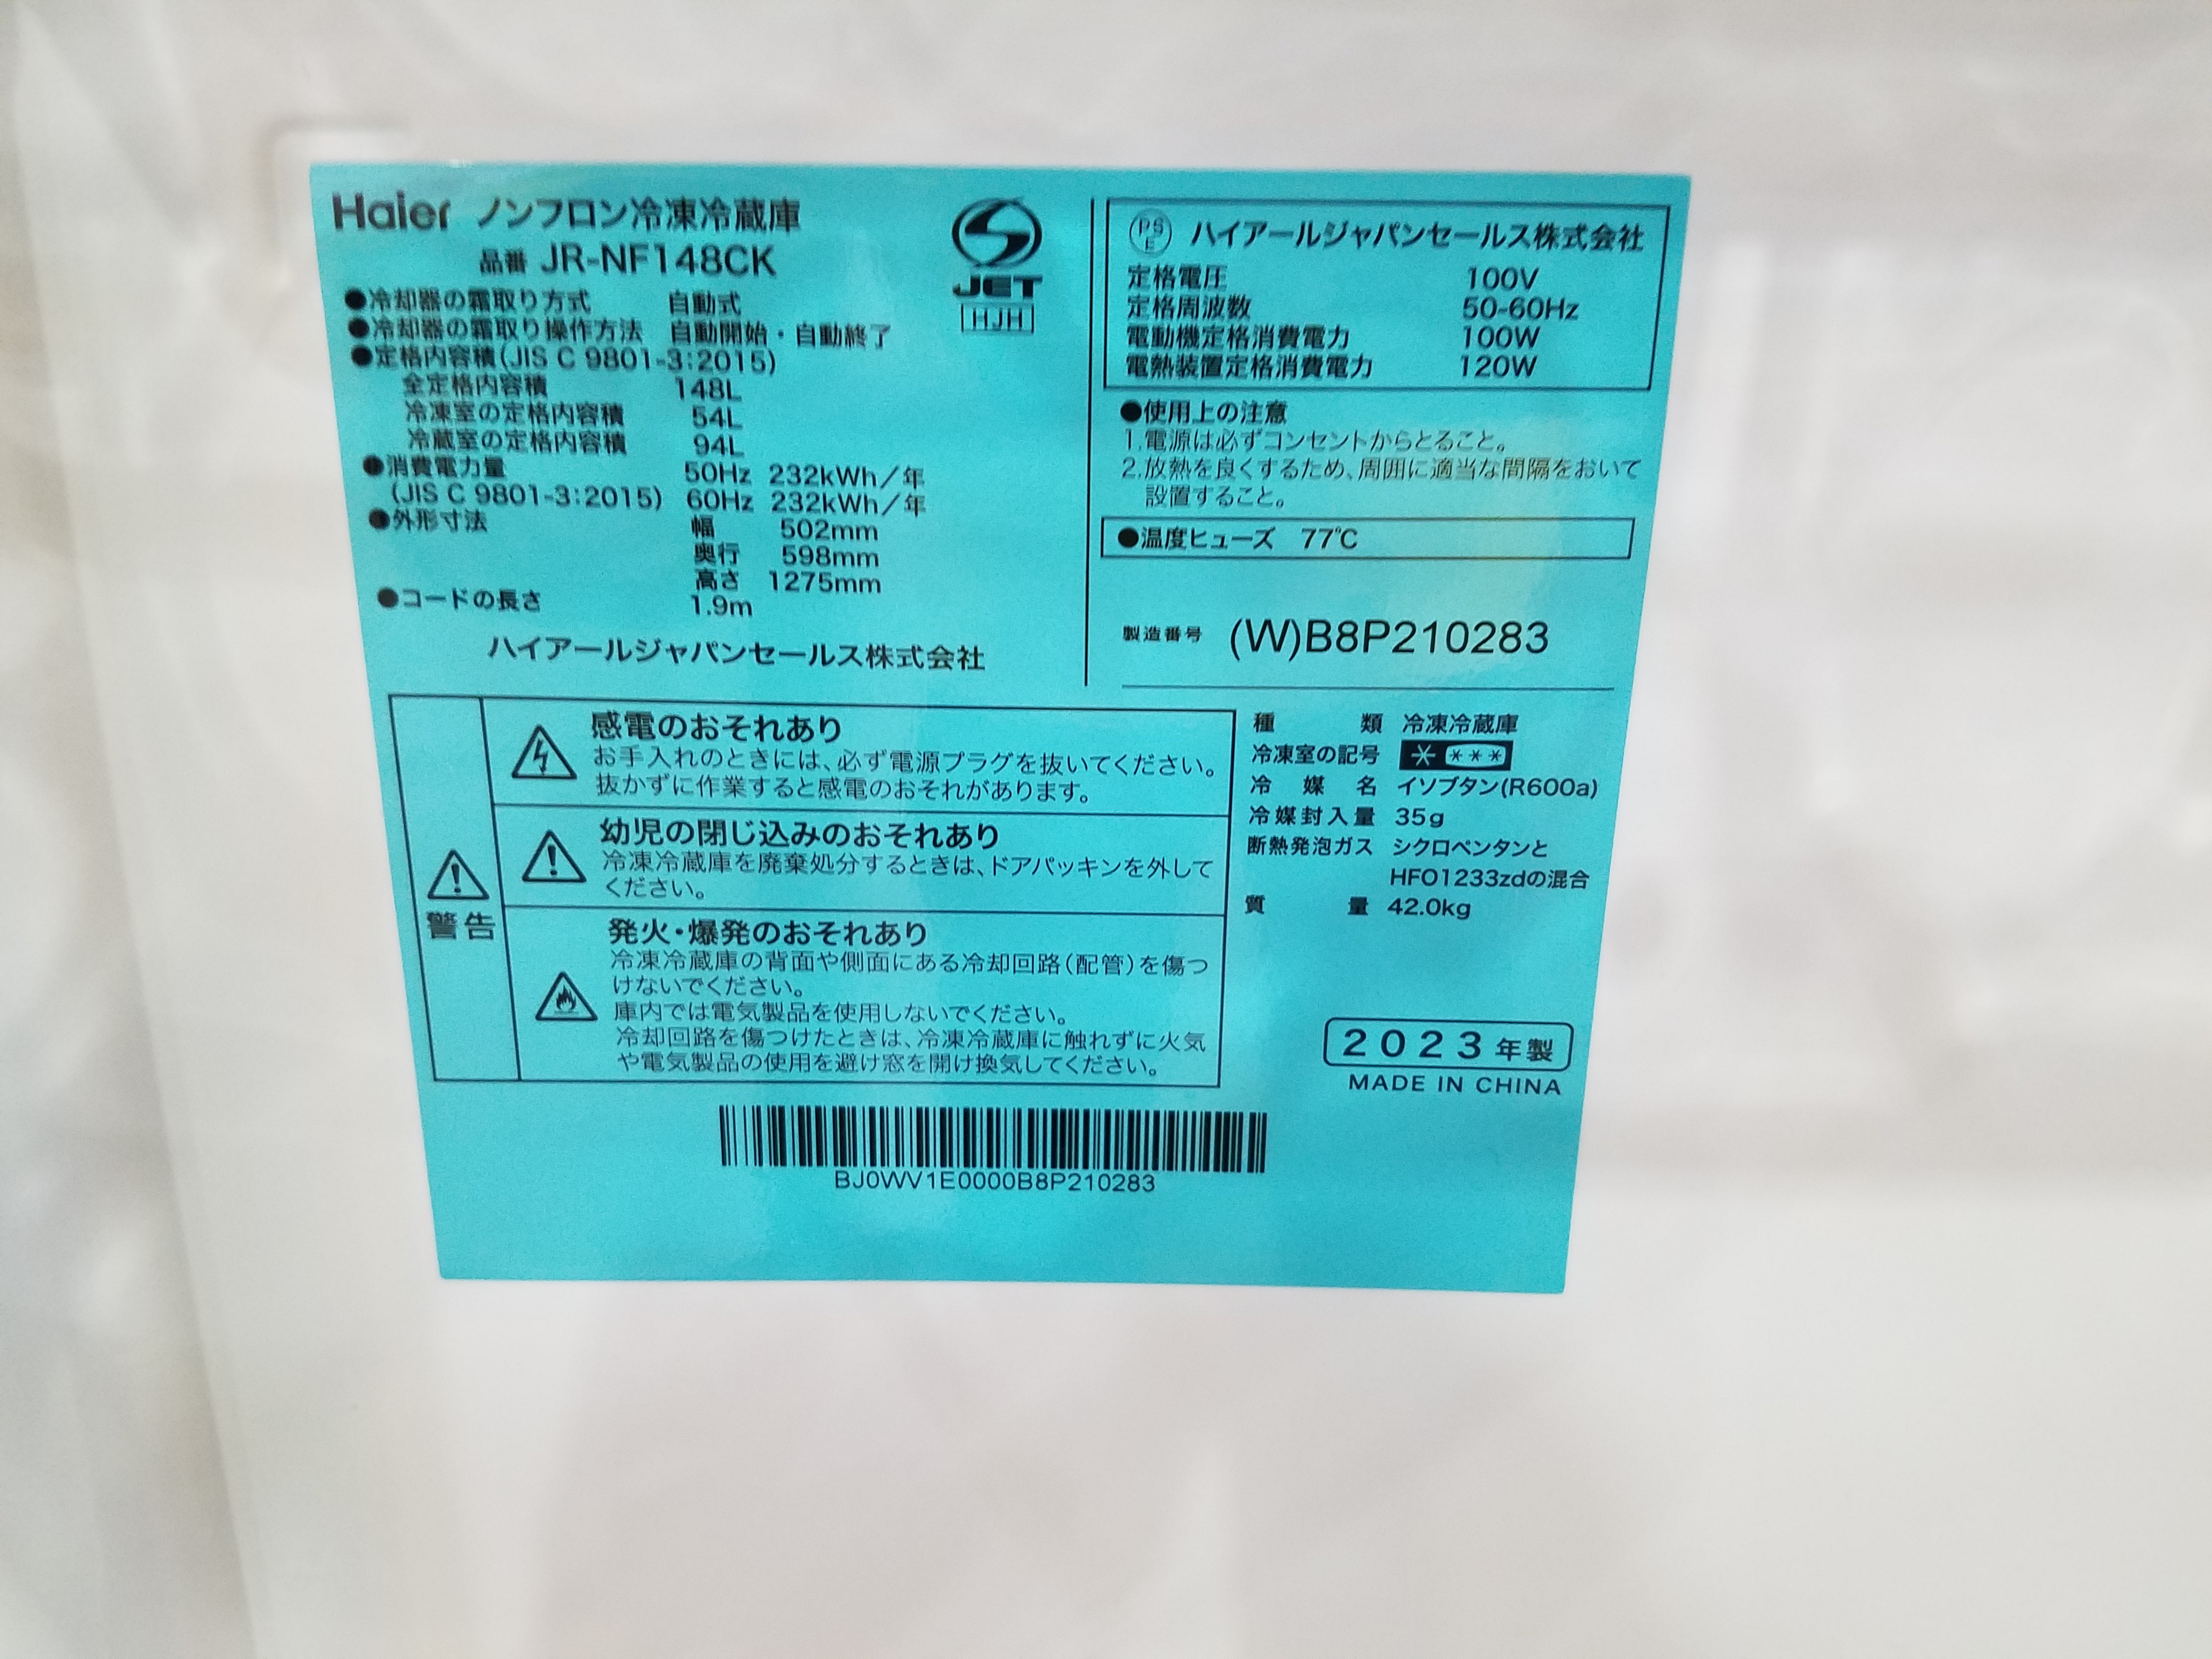 Haier ノンフロン冷凍冷蔵庫
品番 JR-NF148CK
●冷却器の霜取り方式 自動式
●冷却器の霜取り操作方法 自動開始・自動終了
●定格内容積(JIS C 9801-3:2015)
全定格内容積 148L
冷凍室の定格内容積 54L
冷蔵室の定格内容積 94L
●消費電力量 50Hz 232kWh/年
(JIS C 9801-3:2015) 60Hz 232kWh/年
●外形寸法 幅 502mm
奥行 598mm
高さ 1275mm
●コードの長さ 1.9m
ハイアールジャパンセールス株式会社
JET
HJH
PSE ハイアールジャパンセールス株式会社
定格電圧 100V
定格周波数 50-60Hz
電動機定格消費電力 100W
電熱装置定格消費電力 120W
●使用上の注意
1.電源は必ずコンセントからとること。
2.放熱を良くするため、周囲に適当な間隔をおいて
設置すること。
●温度ヒューズ 77℃
製造番号 (W)B8P210283
警告
感電のおそれあり
お手入れのときには、必ず電源プラグを抜いてください。
抜かずに作業すると感電のおそれがあります。
幼児の閉じ込みのおそれあり
冷凍冷蔵庫を廃棄処分するときは、ドアパッキンを外して
ください。
発火・爆発のおそれあり
冷凍冷蔵庫の背面や側面にある冷却回路(配管)を傷つ
けないでください。
庫内では電気製品を使用しないでください。
冷却回路を傷つけたときは、冷凍冷蔵庫に触れずに火気
や電気製品の使用を避け窓を開け換気してください。
種類 冷凍冷蔵庫
冷凍室の記号 * ***
冷媒名 イソブタン(R600a)
冷媒封入量 35g
断熱発泡ガス シクロペンタンと
HFO1233zdの混合
質量 42.0kg
2023年製
MADE IN CHINA
BJ0WV1E0000B8P210283